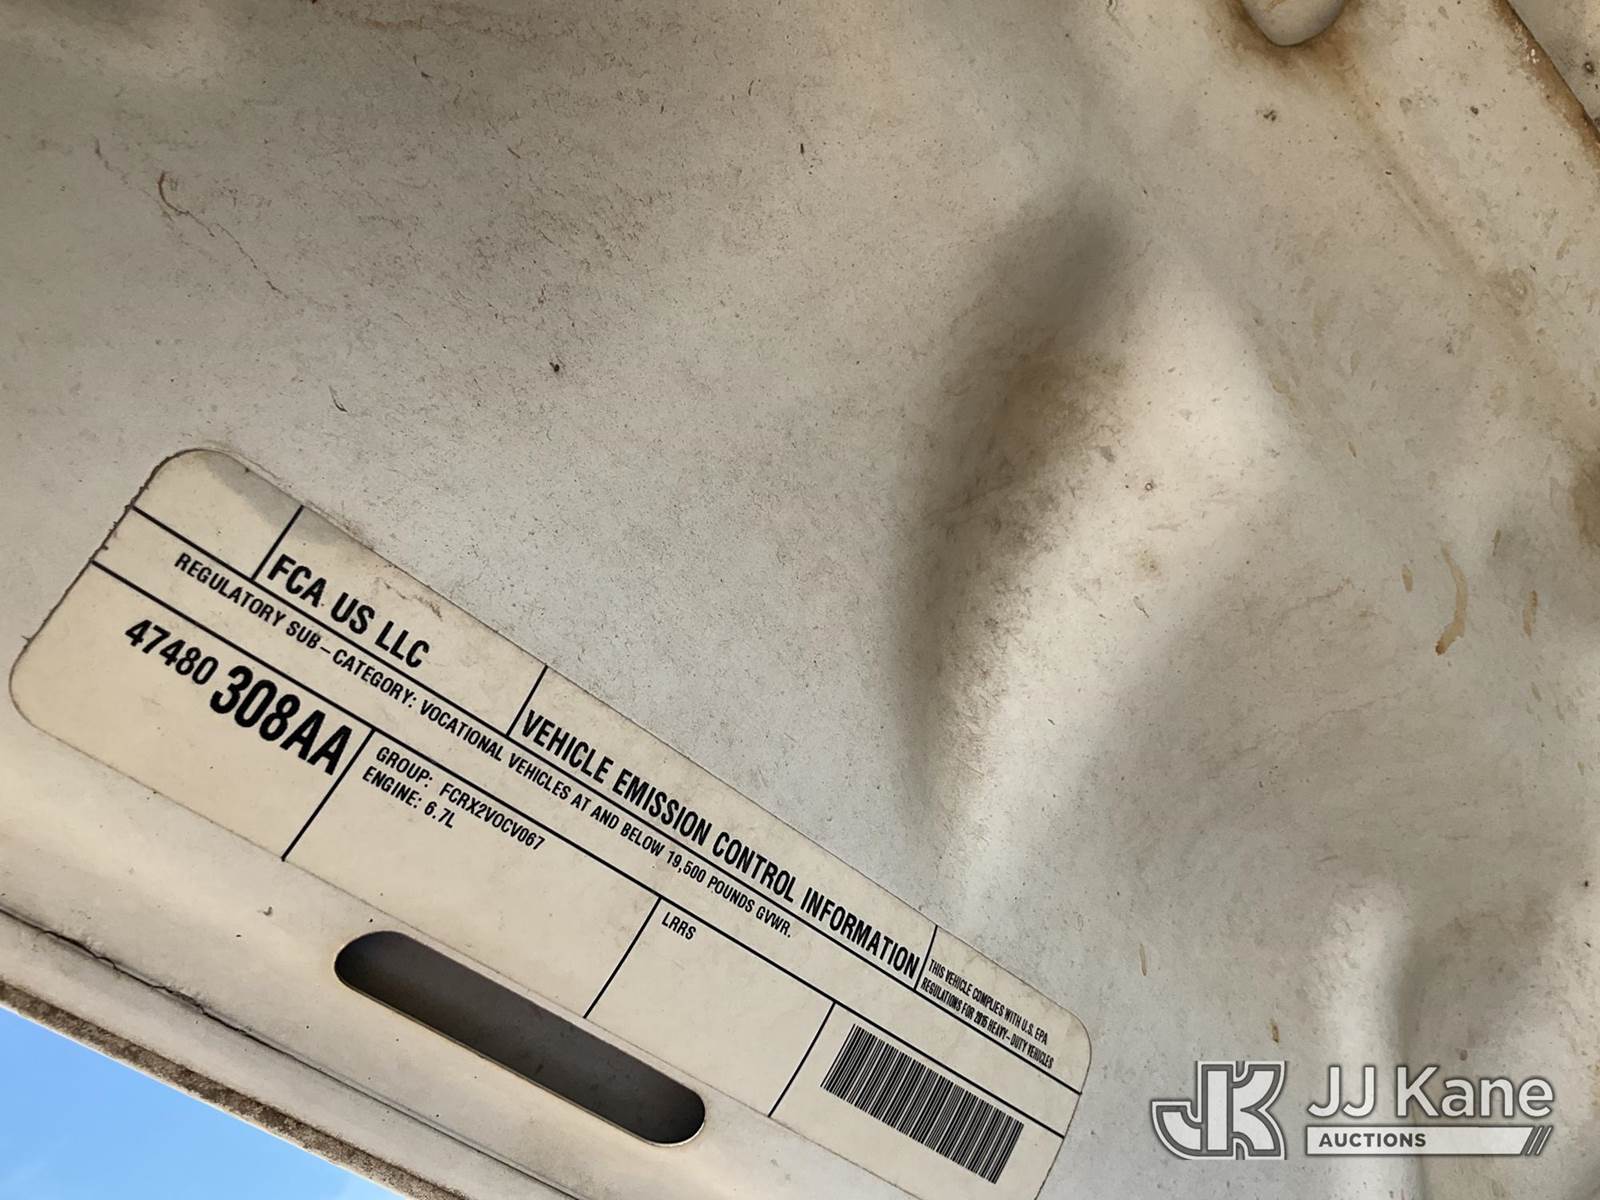 FCA US LLC
VEHICLE EMISSION CONTROL INFORMATION
THIS VEHICLE COMPLIES WITH U.S. EPA
REGULATIONS FOR 2015 HEAVY-DUTY VEHICLES
REGULATORY SUB-CATEGORY: VOCATIONAL VEHICLES AT AND BELOW 19,500 POUNDS GVWR.
47480 308AA
GROUP: FCRX2VOCV067
ENGINE: 6.7L
LRRS
JK JJ Kane
AUCTIONS